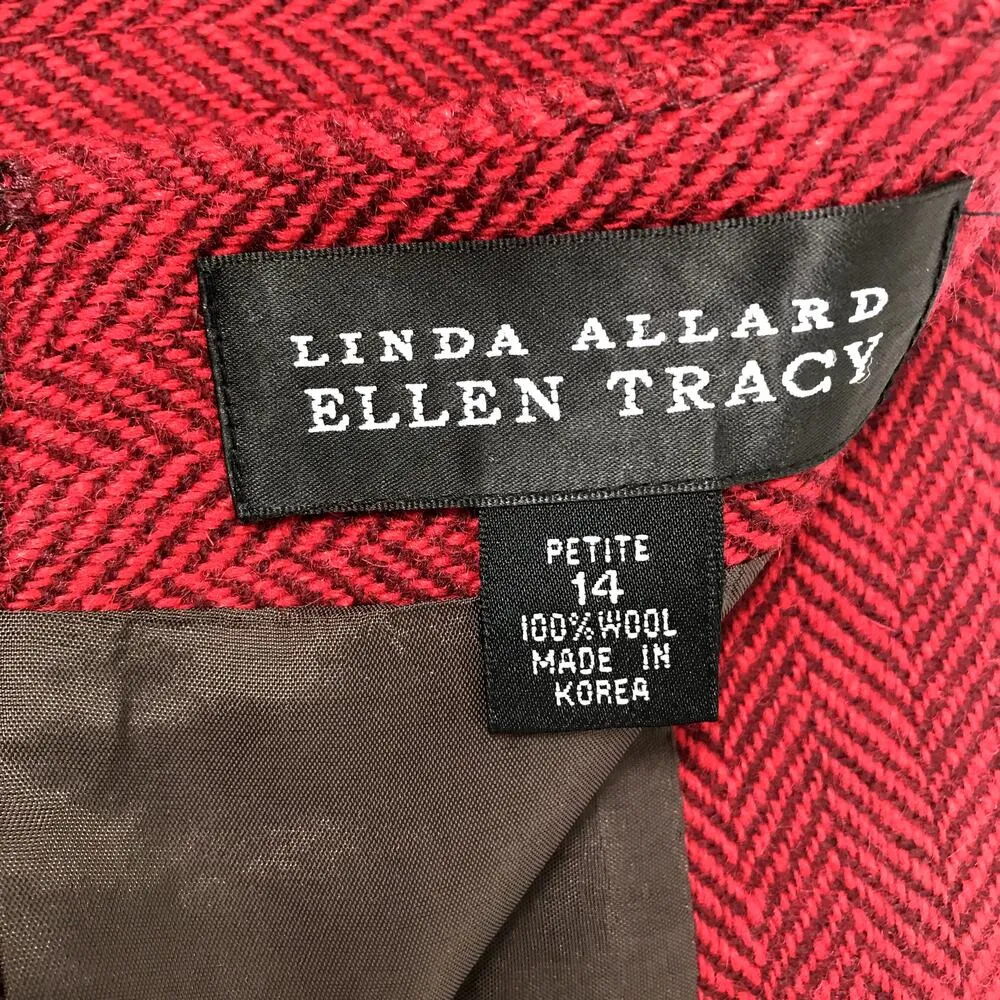 LINDA ALLARD
ELLEN TRACY
PETITE
14
100% WOOL
MADE IN
KOREA